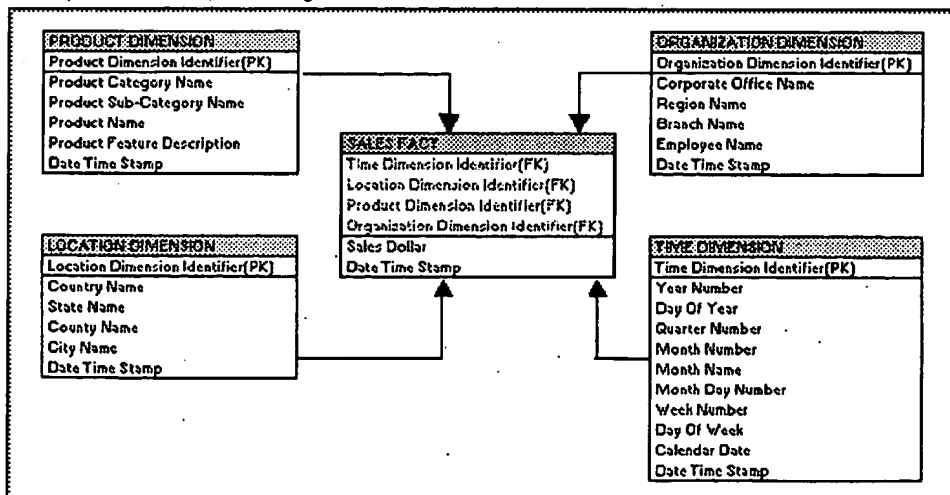 PRODUCT DIMENSION
Product Dimension Identifier(PK)
Product Category Name
Product Sub-Category Name
Product Name
Product Feature Description
Date Time Stamp
ORGANIZATION DIMENSION
Organization Dimension Identifier(PK)
Corporate Office Name
Region Name
Branch Name
Employee Name
Date Time Stamp
SALES FACT
Time Dimension Identifier(FK)
Location Dimension Identifier(FK)
Product Dimension Identifier(FK)
Organization Dimension Identifier(FK)
Sales Dollar
Date Time Stamp
LOCATION DIMENSION
Location Dimension Identifier(PK)
Country Name
State Name
County Name
City Name
Date Time Stamp
TIME DIMENSION
Time Dimension Identifier(PK)
Year Number
Day Of Year
Quarter Number
Month Number
Month Name
Month Day Number
Week Number
Day Of Week
Calendar Date
Date Time Stamp